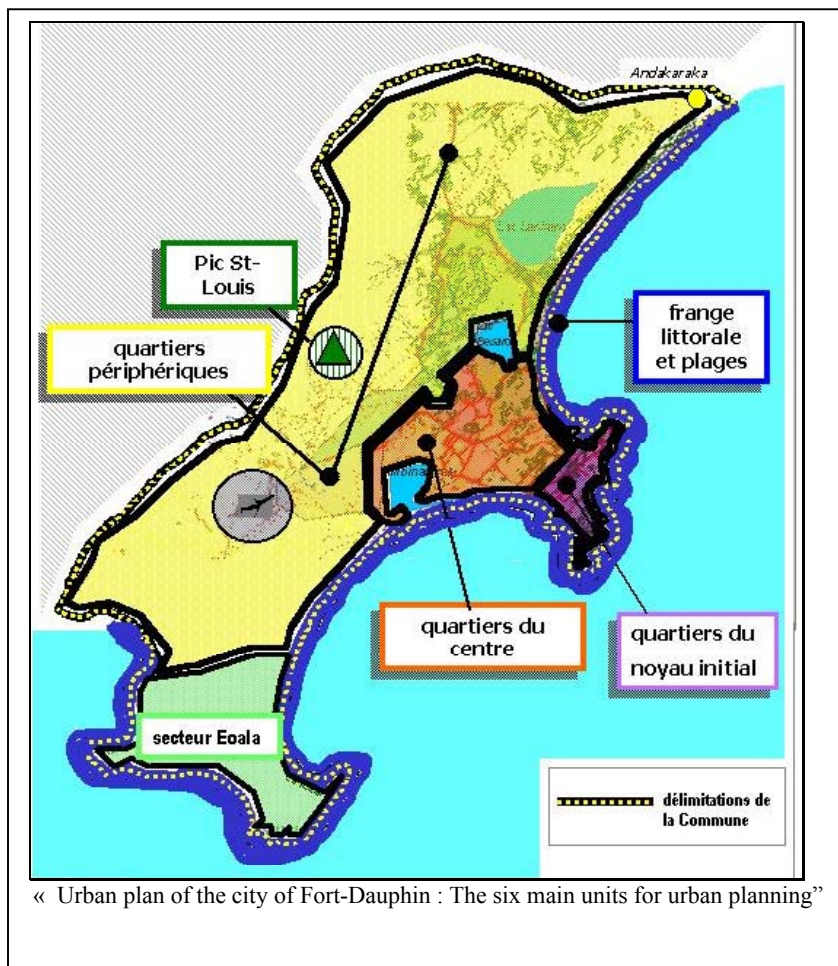 Andakaraka
Lac Lanirano
Pic St-
Louis
quartiers
périphériques
frange
littorale
et plages
quartiers du
centre
quartiers du
noyau initial
secteur Eoala
délimitations de
la Commune
«  Urban plan of the city of Fort-Dauphin : The six main units for urban planning”